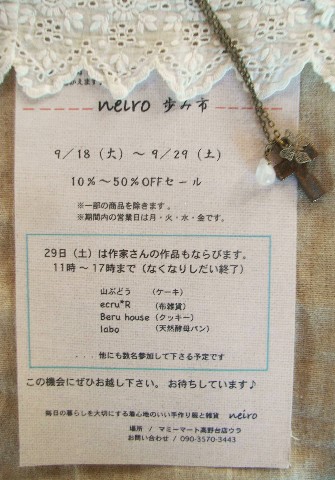 neiro 歩み市
9/18（火）～ 9/29（土）
10%～50%OFFセール
※一部の商品を除きます。
※期間内の営業日は月・火・水・金です。
29日（土）は作家さんの作品もならびます。
11時～17時まで（なくなりしだい終了）
山ぶどう （ケーキ）
ecru*R （布雑貨）
Beru house（クッキー）
labo （天然酵母パン）
...他にも数名参加して下さる予定です
この機会にぜひお越し下さい。 お待ちしています♪
毎日の暮らしを大切にする着心地のいい手作り服と雑貨 neiro
場所 / マミーマート高野台店ウラ
お問い合わせ / 090-3570-3443